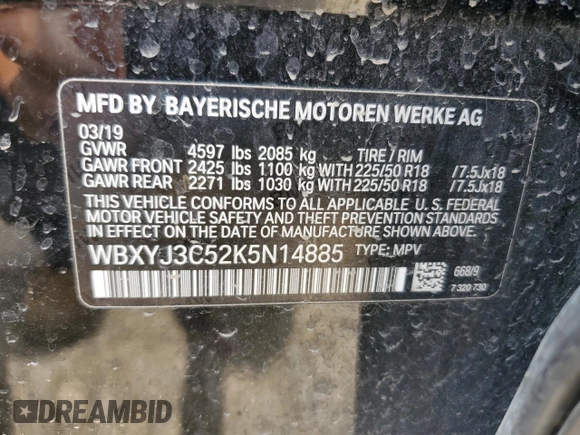 MFD BY BAYERISCHE MOTOREN WERKE AG
03/19
GVWR 4597 lbs 2085 kg TIRE / RIM
GAWR FRONT 2425 lbs 1100 kg WITH 225/50 R18 /7.5Jx18
GAWR REAR 2271 lbs 1030 kg WITH 225/50 R18 /7.5Jx18
THIS VEHICLE CONFORMS TO ALL APPLICABLE U. S. FEDERAL
MOTOR VEHICLE SAFETY BUMPER, AND THEFT PREVENTION STANDARDS
IN EFFECT ON THE DATE OF MANUFACTURE SHOWN ABOVE.
WBXYJ3C52K5N14885 TYPE: MPV
668/9
7 320 730
DREAMBID